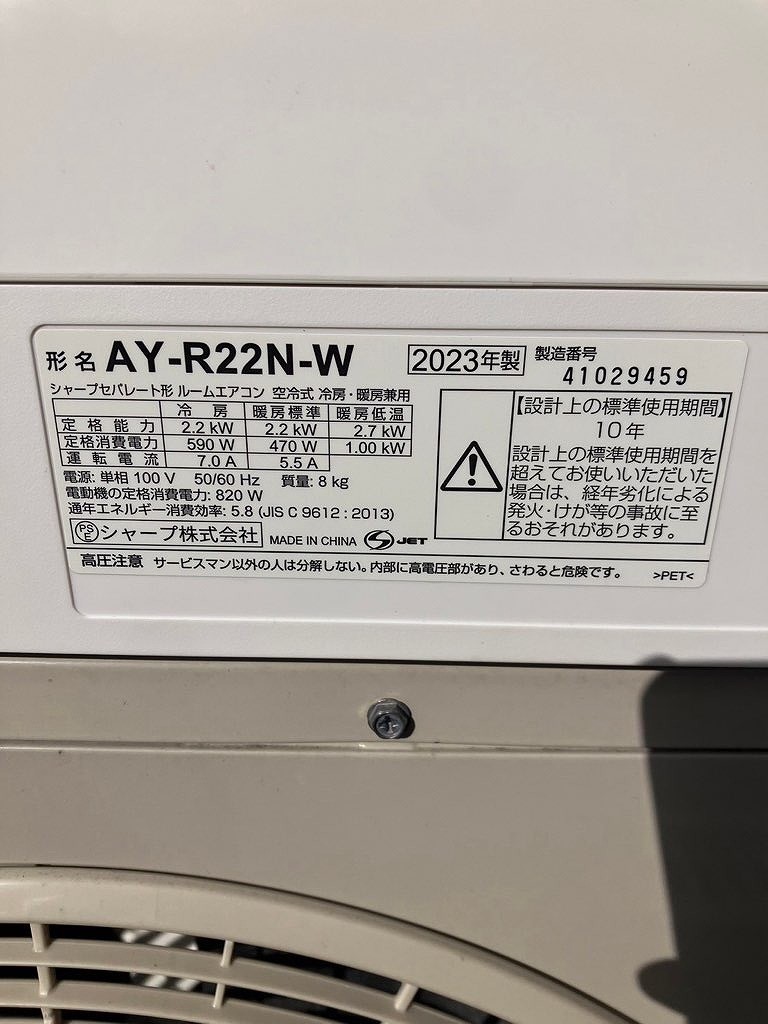 形名 AY-R22N-W 2023年製 製造番号 41029459
シャープセパレート形 ルームエアコン 空冷式 冷房・暖房兼用
冷房 暖房標準 暖房低温
定格能力 2.2 kW 2.2 kW 2.7 kW
定格消費電力 590 W 470 W 1.00 kW
運転電流 7.0 A 5.5 A
電源: 単相 100 V 50/60 Hz 質量: 8 kg
電動機の定格消費電力: 820 W
通年エネルギー消費効率: 5.8 (JIS C 9612 : 2013)
PSE シャープ株式会社 MADE IN CHINA S JET
【設計上の標準使用期間】
10年
設計上の標準使用期間を
超えてお使いいただいた
場合は、経年劣化による
発火・けが等の事故に至
るおそれがあります。
高圧注意 サービスマン以外の人は分解しない。内部に高電圧部があり、さわると危険です。 >PET<